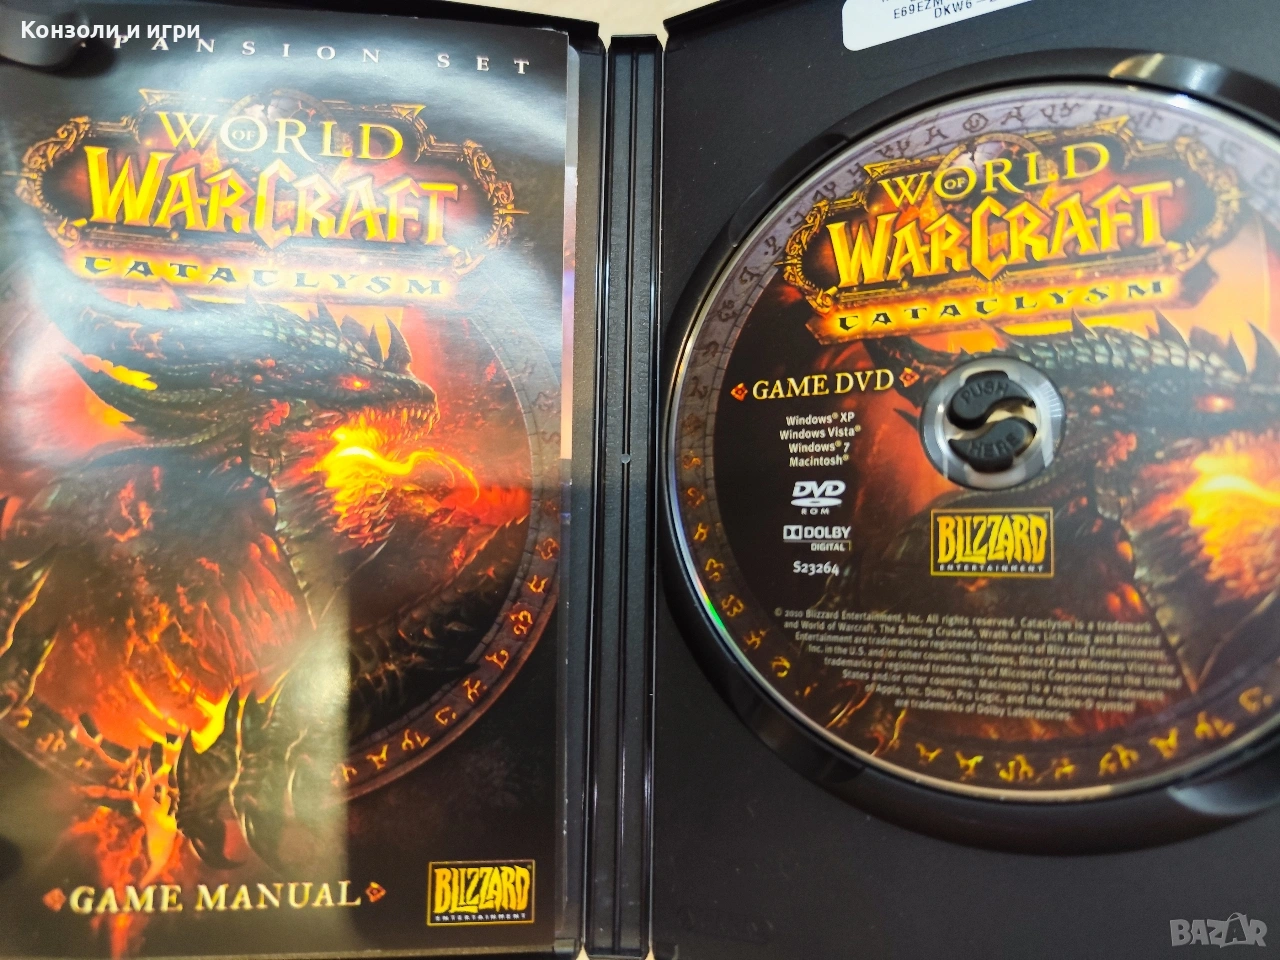 Конзоли и игри
PANSION SET
WORLD
OF
WARCRAFT
CATACLYSM
GAME MANUAL
BLIZZARD
ENTERTAINMENT
E69EZM
DKW6
WORLD
OF
WARCRAFT
CATACLYSM
GAME DVD
Windows® XP
Windows Vista®
Windows® 7
Macintosh®
DVD
ROM
DOLBY
DIGITAL
S23264
PUSH
HERE
BLIZZARD
ENTERTAINMENT
© 2010 Blizzard Entertainment, Inc. All rights reserved. Cataclysm is a trademark
and World of Warcraft, The Burning Crusade, Wrath of the Lich King and Blizzard
Entertainment are trademarks or registered trademarks of Blizzard Entertainment
Inc. in the U.S. and/or other countries. Windows, DirectX and Windows Vista are
trademarks or registered trademarks of Microsoft Corporation in the United
States and/or other countries. Macintosh is a registered trademark
of Apple, Inc. Dolby, Pro Logic, and the double-D symbol
are trademarks of Dolby Laboratories.
BAZAR